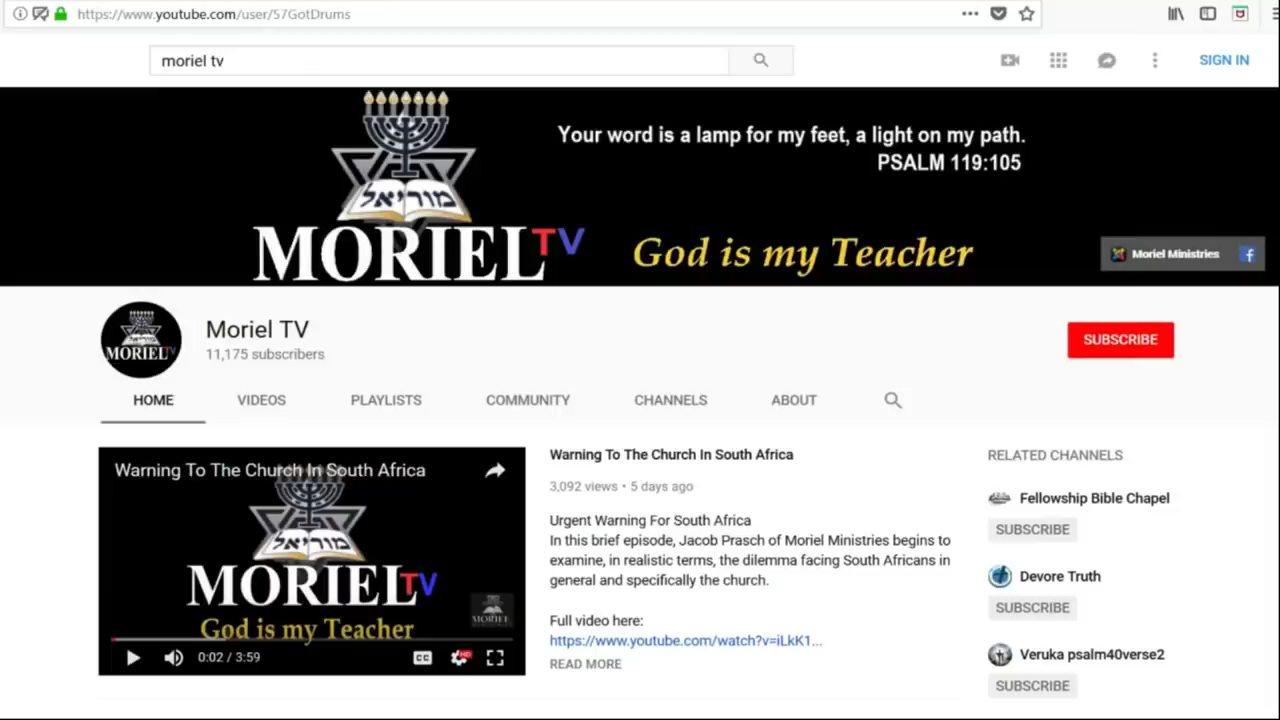 https://www.youtube.com/user/57GotDrums
moriel tv
SIGN IN
Your word is a lamp for my feet, a light on my path.
PSALM 119:105
מוריאל
MORIEL TV
God is my Teacher
Moriel Ministries
MORIEL TV
Moriel TV
11,175 subscribers
SUBSCRIBE
HOME VIDEOS PLAYLISTS COMMUNITY CHANNELS ABOUT
Warning To The Church In South Africa
מוריאל
MORIEL TV
God is my Teacher
MORIEL
0:02 / 3:59
CC
HD
Warning To The Church In South Africa
3,092 views • 5 days ago
Urgent Warning For South Africa
In this brief episode, Jacob Prasch of Moriel Ministries begins to
examine, in realistic terms, the dilemma facing South Africans in
general and specifically the church.
Full video here:
https://www.youtube.com/watch?v=iLkK1...
READ MORE
RELATED CHANNELS
Fellowship Bible Chapel
SUBSCRIBE
Devore Truth
SUBSCRIBE
Veruka psalm40verse2
SUBSCRIBE